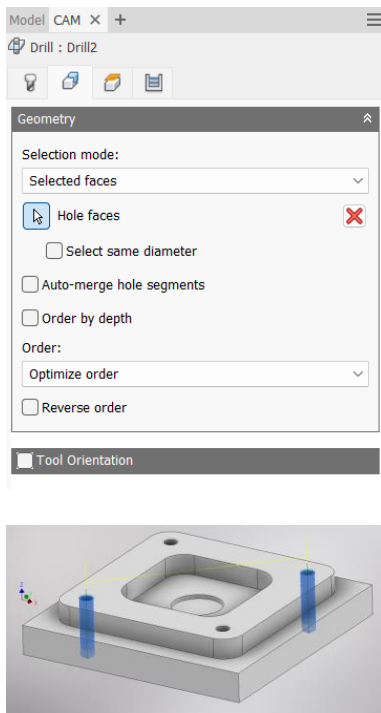 Model CAM
Drill : Drill2
Geometry
Selection mode:
Selected faces
Hole faces
Select same diameter
Auto-merge hole segments
Order by depth
Order:
Optimize order
Reverse order
Tool Orientation